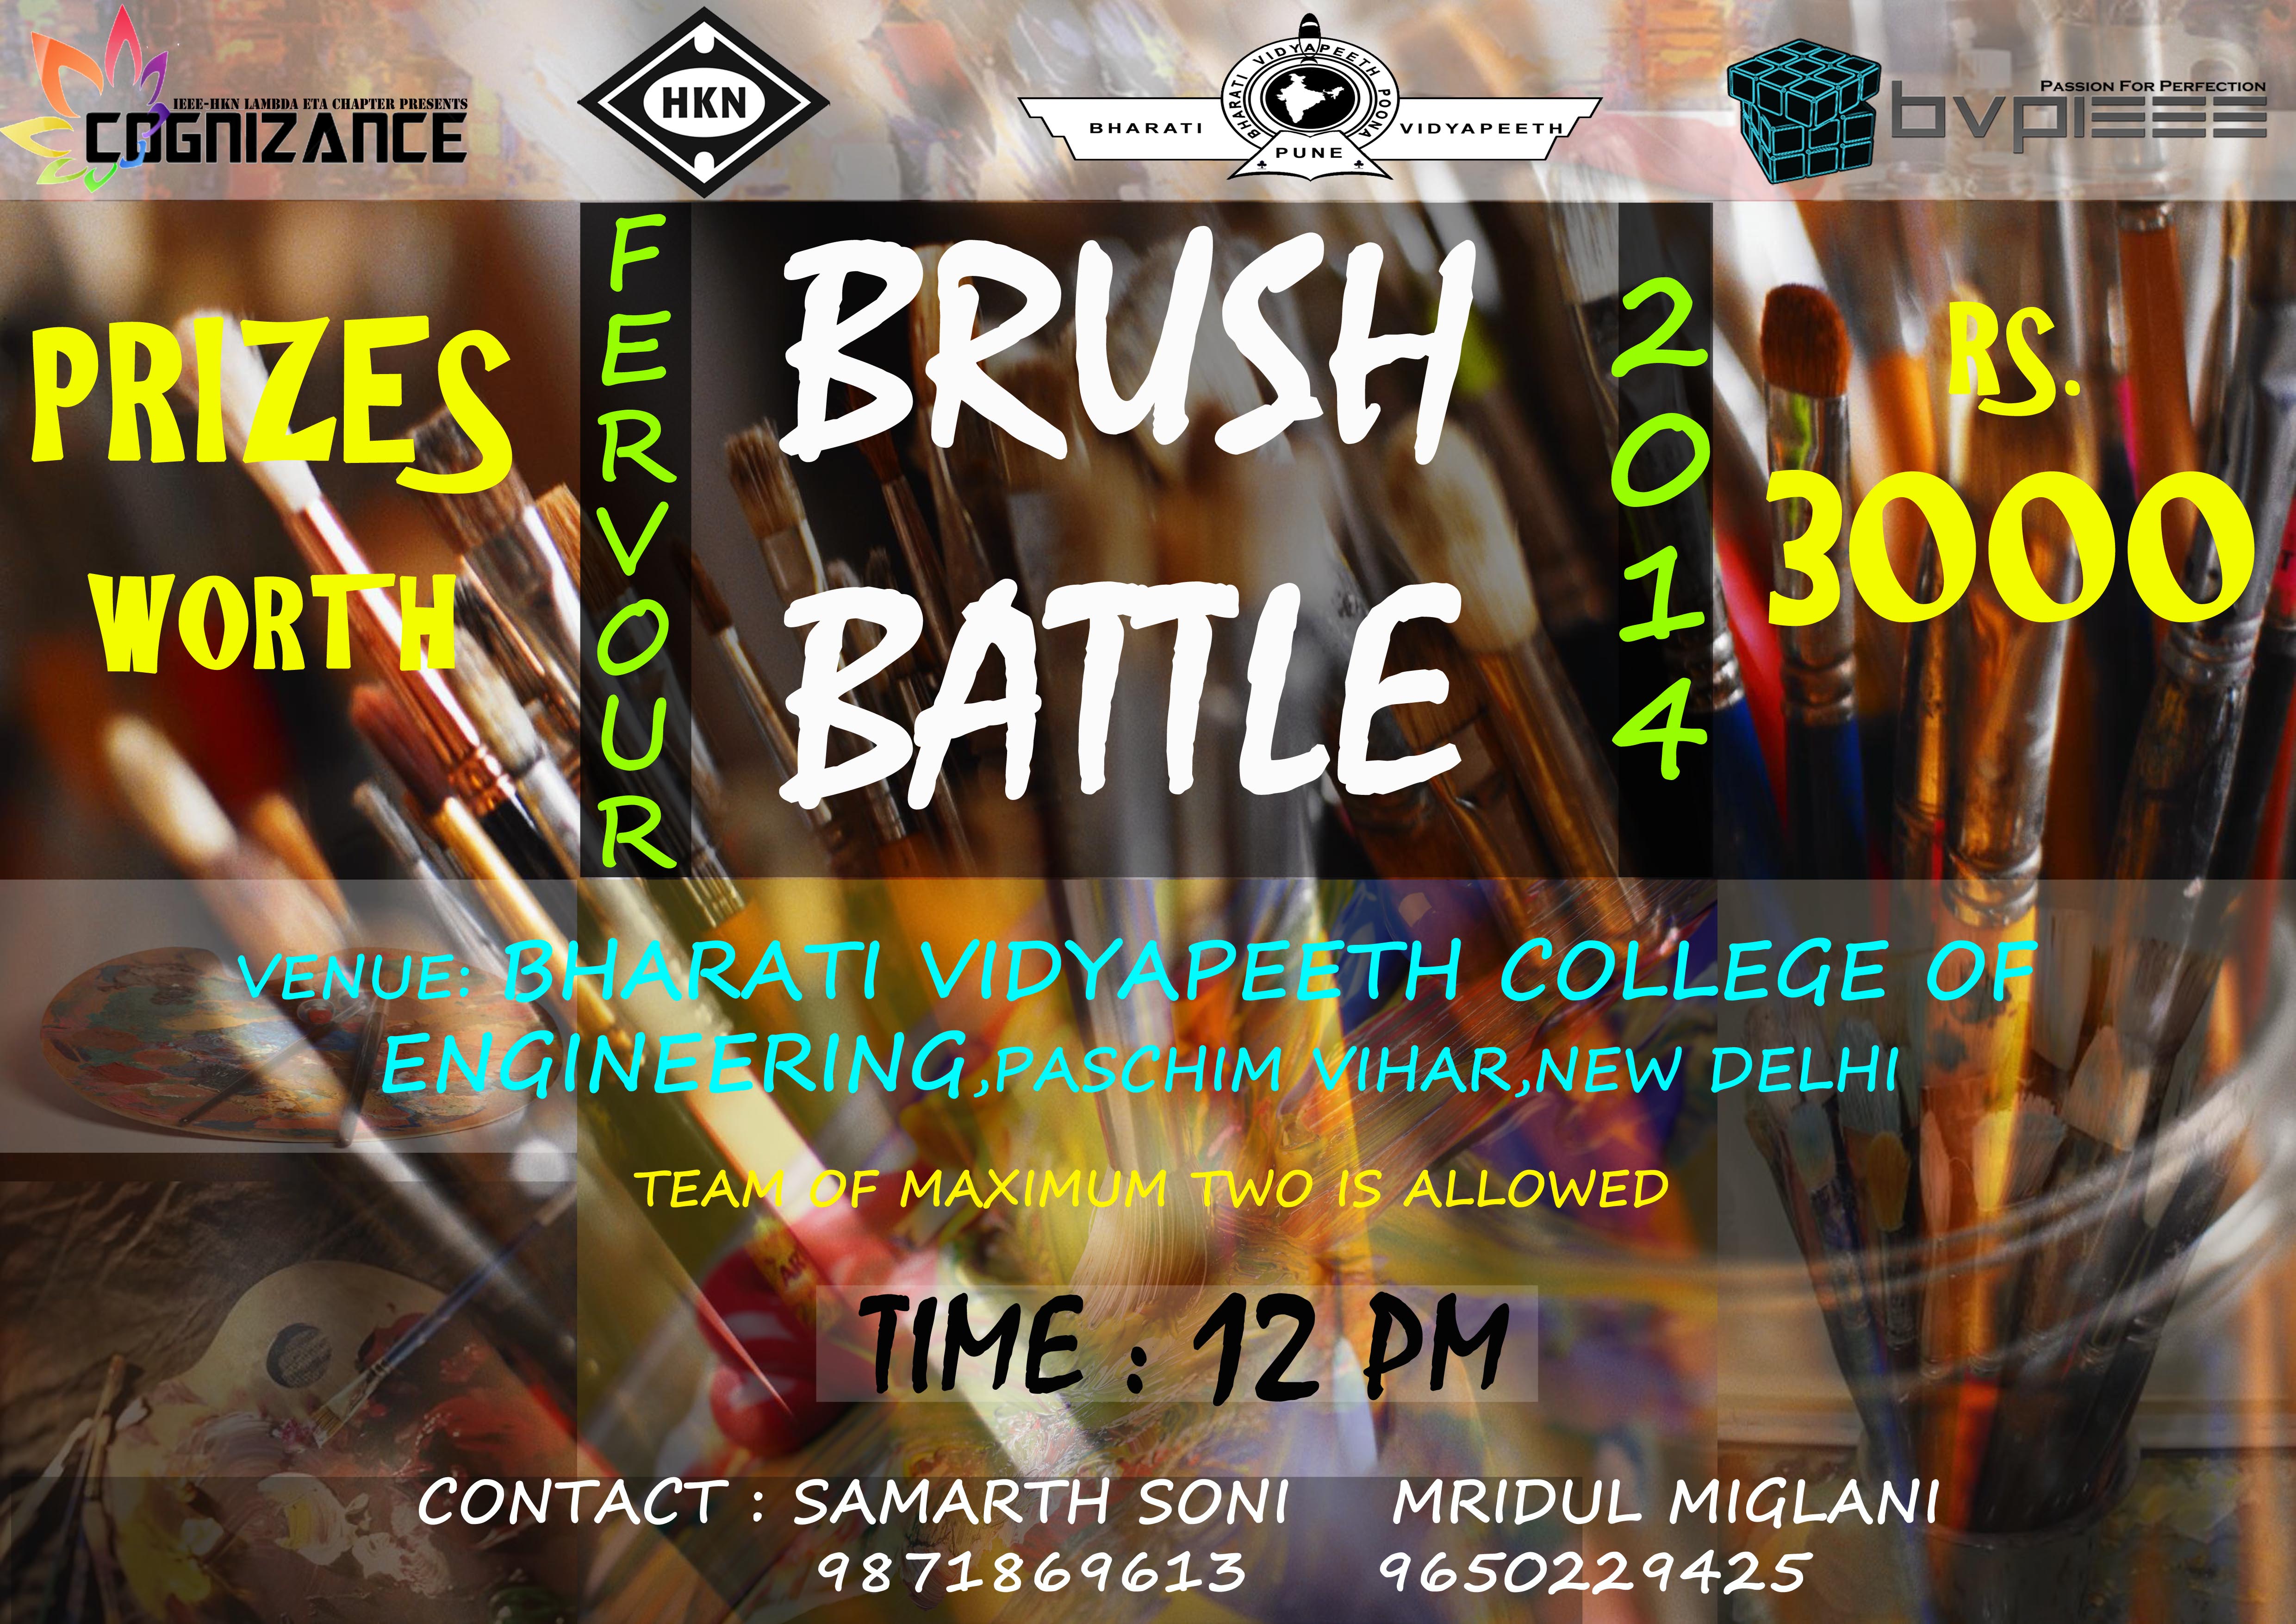 IEEE-HKN LAMBDA ETA CHAPTER PRESENTS
COGNIZANCE
HKN
BHARATI VIDYAPEETH POONA
BHARATI VIDYAPEETH
PUNE
PASSION FOR PERFECTION
bvpieee
PRIZES
WORTH
FERVOUR
BRUSH
BATTLE
2014
RS.
3000
VENUE: BHARATI VIDYAPEETH COLLEGE OF
ENGINEERING,PASCHIM VIHAR,NEW DELHI
TEAM OF MAXIMUM TWO IS ALLOWED
TIME : 12 PM
CONTACT : SAMARTH SONI MRIDUL MIGLANI
9871869613 9650229425